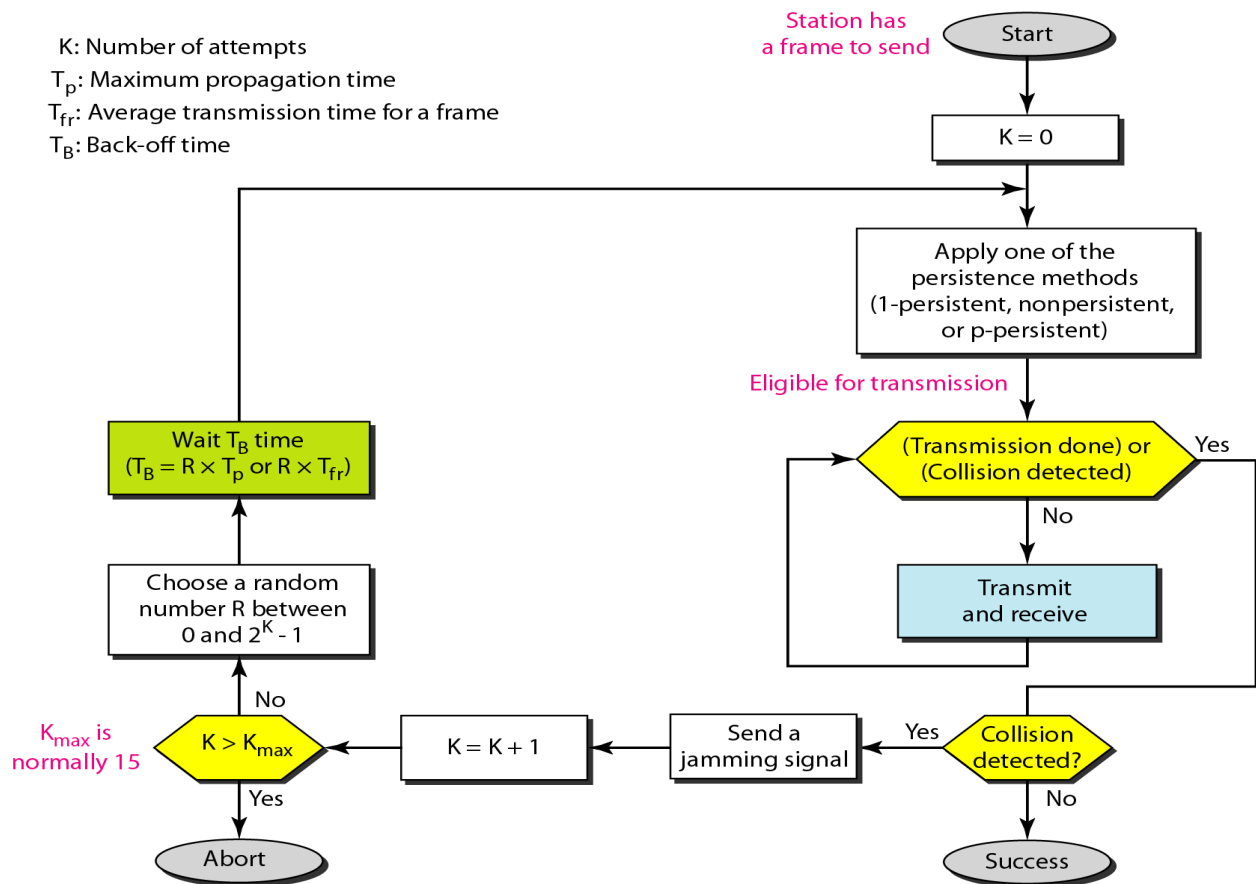 K: Number of attempts
Tp: Maximum propagation time
Tfr: Average transmission time for a frame
TB: Back-off time
Station has
a frame to send
Start
K = 0
Apply one of the
persistence methods
(1-persistent, nonpersistent,
or p-persistent)
Eligible for transmission
(Transmission done) or
(Collision detected)
Yes
No
Transmit
and receive
Wait TB time
(TB = R × Tp or R × Tfr)
Choose a random
number R between
0 and 2^K - 1
No
Kmax is
normally 15
K > Kmax
K = K + 1
Send a
jamming signal
Yes
Collision
detected?
Yes
No
Abort
Success